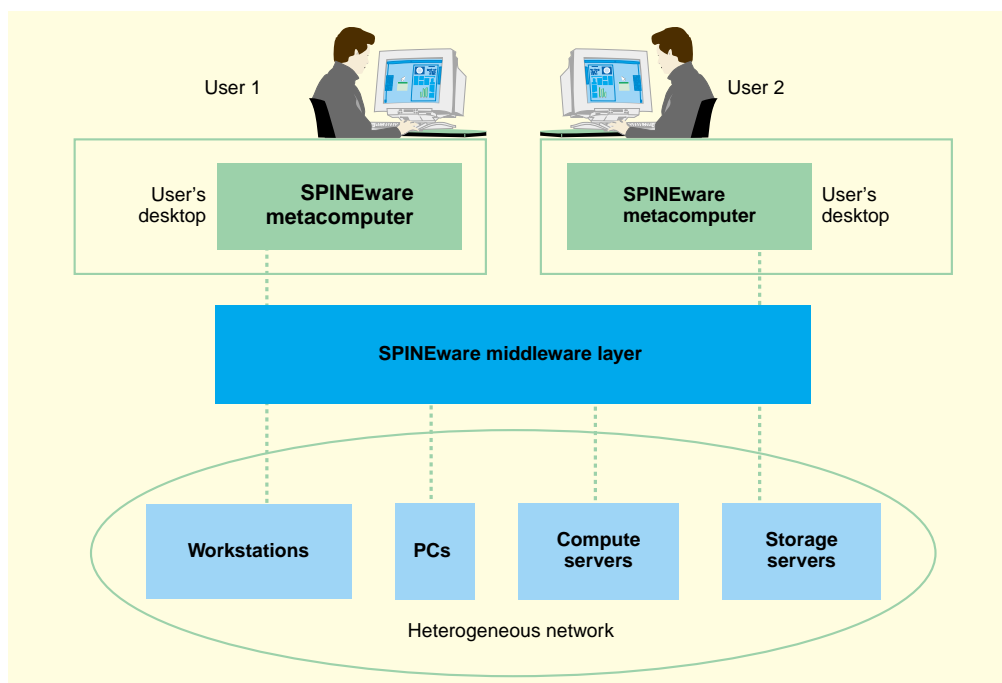 User 1
User 2
User's
desktop
SPINEware
metacomputer
SPINEware
metacomputer
User's
desktop
SPINEware middleware layer
Workstations
PCs
Compute
servers
Storage
servers
Heterogeneous network